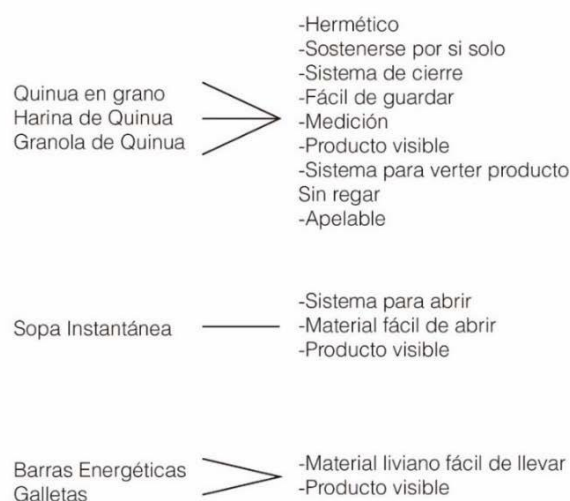 Quinua en grano
Harina de Quinua
Granola de Quinua
-Hermético
-Sostenerse por si solo
-Sistema de cierre
-Fácil de guardar
-Medición
-Producto visible
-Sistema para verter producto
Sin regar
-Apelable
Sopa Instantánea
-Sistema para abrir
-Material fácil de abrir
-Producto visible
Barras Energéticas
Galletas
-Material liviano fácil de llevar
-Producto visible